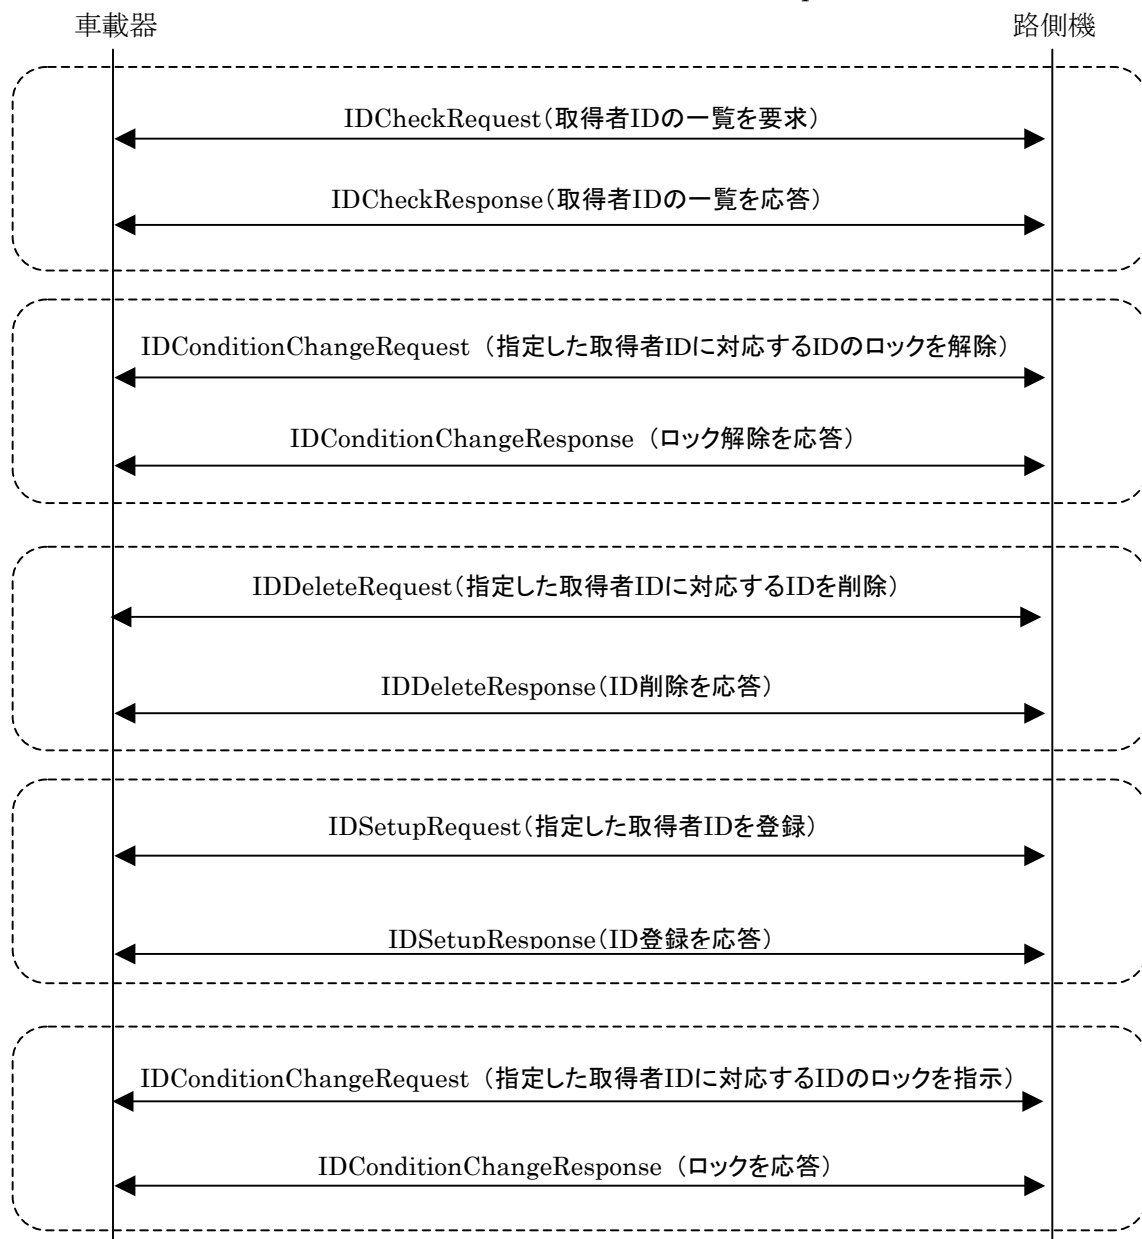 車載器
路側機
IDCheckRequest(取得者IDの一覧を要求)
IDCheckResponse(取得者IDの一覧を応答)
IDConditionChangeRequest (指定した取得者IDに対応するIDのロックを解除)
IDConditionChangeResponse (ロック解除を応答)
IDDeleteRequest(指定した取得者IDに対応するIDを削除)
IDDeleteResponse(ID削除を応答)
IDSetupRequest(指定した取得者IDを登録)
IDSetupResponse(ID登録を応答)
IDConditionChangeRequest (指定した取得者IDに対応するIDのロックを指示)
IDConditionChangeResponse (ロックを応答)